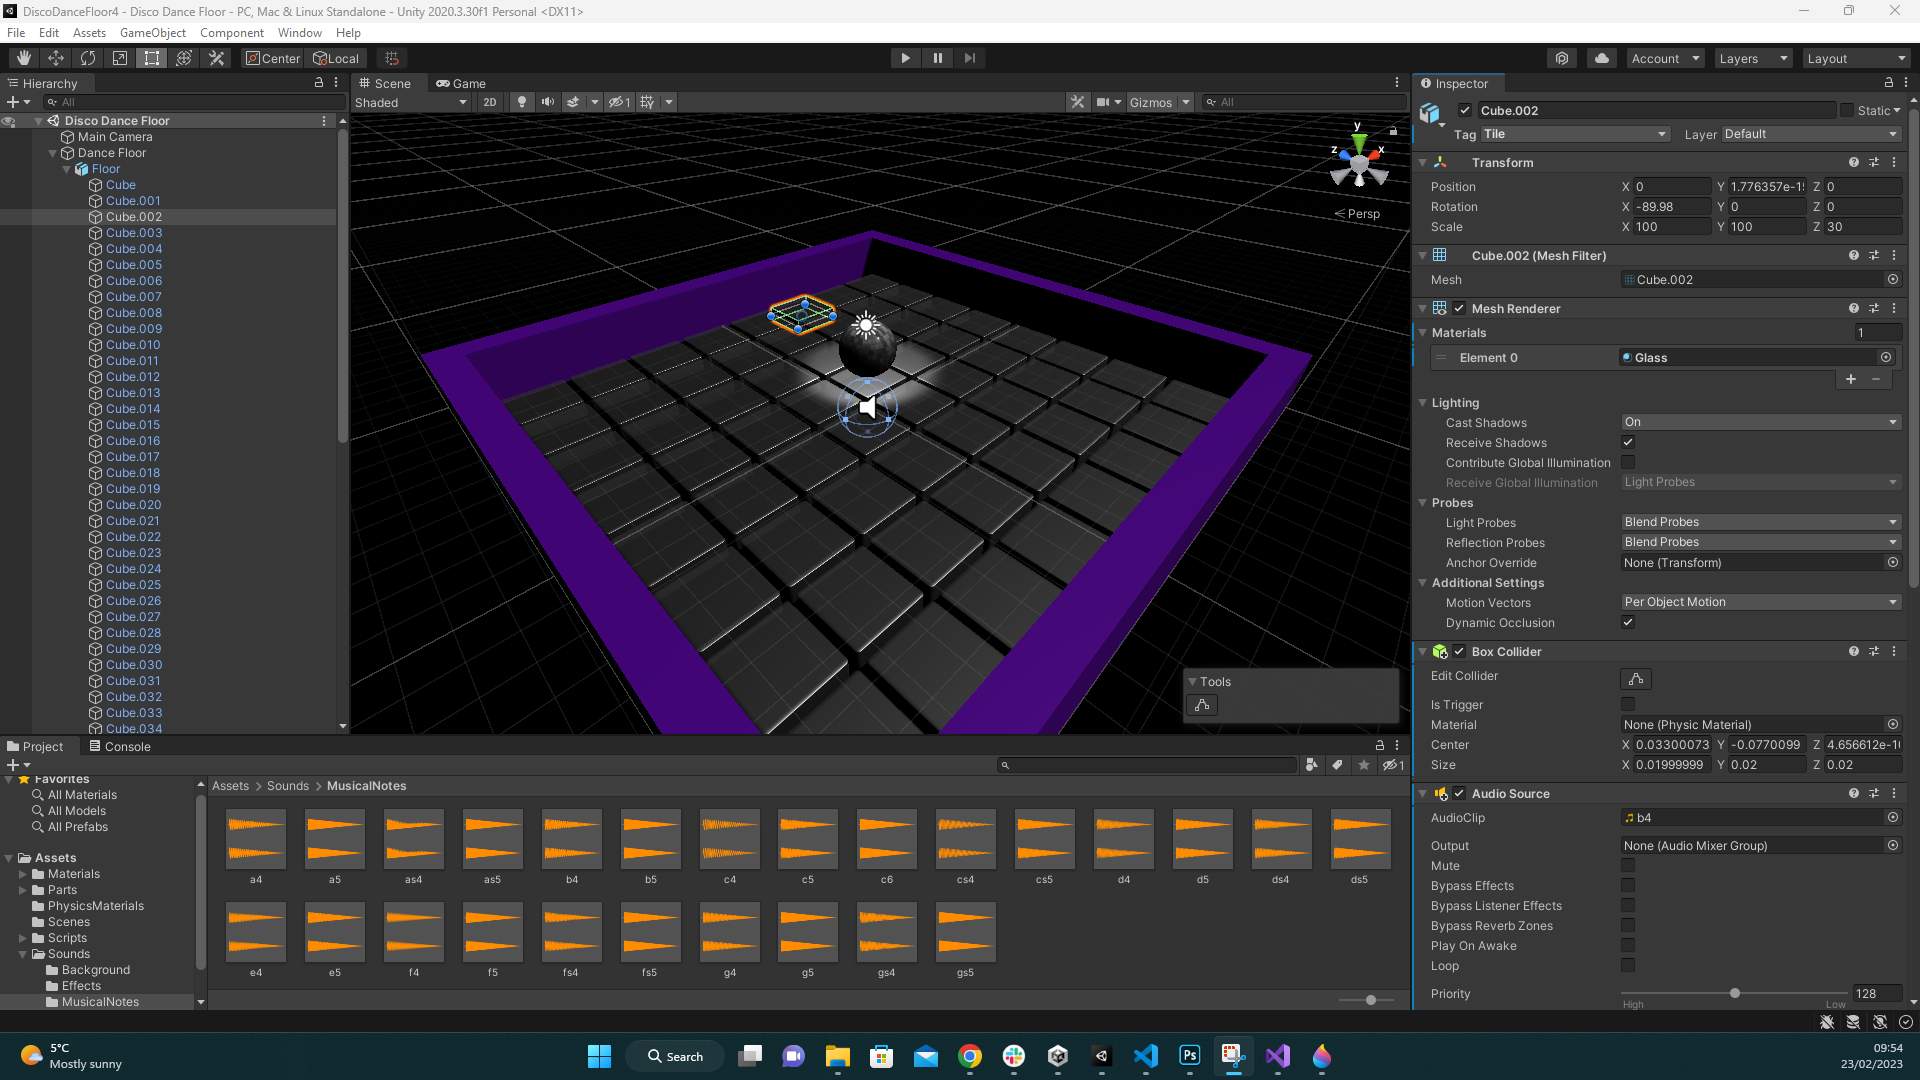 DiscoDanceFloor4 - Disco Dance Floor - PC, Mac & Linux Standalone - Unity 2020.3.30f1 Personal <DX11>
File Edit Assets GameObject Component Window Help
Center Local Account Layers Layout
Hierarchy
All
Disco Dance Floor
Main Camera
Dance Floor
Floor
Cube
Cube.001
Cube.002
Cube.003
Cube.004
Cube.005
Cube.006
Cube.007
Cube.008
Cube.009
Cube.010
Cube.011
Cube.012
Cube.013
Cube.014
Cube.015
Cube.016
Cube.017
Cube.018
Cube.019
Cube.020
Cube.021
Cube.022
Cube.023
Cube.024
Cube.025
Cube.026
Cube.027
Cube.028
Cube.029
Cube.030
Cube.031
Cube.032
Cube.033
Cube.034
Scene Game
Shaded 2D 1 Gizmos All
y
z x
Persp
Tools
Inspector
Cube.002 Static
Tag Tile Layer Default
Transform
Position X 0 Y 1.776357e-1 Z 0
Rotation X -89.98 Y 0 Z 0
Scale X 100 Y 100 Z 30
Cube.002 (Mesh Filter)
Mesh Cube.002
Mesh Renderer
Materials 1
Element 0 Glass
Lighting
Cast Shadows On
Receive Shadows
Contribute Global Illumination
Receive Global Illumination Light Probes
Probes
Light Probes Blend Probes
Reflection Probes Blend Probes
Anchor Override None (Transform)
Additional Settings
Motion Vectors Per Object Motion
Dynamic Occlusion
Box Collider
Edit Collider
Is Trigger
Material None (Physic Material)
Center X 0.03300073 Y -0.0770099 Z 4.656612e-1
Size X 0.01999999 Y 0.02 Z 0.02
Audio Source
AudioClip b4
Output None (Audio Mixer Group)
Mute
Bypass Effects
Bypass Listener Effects
Bypass Reverb Zones
Play On Awake
Loop
Priority 128
High Low
Project Console
1
Favorites
All Materials
All Models
All Prefabs
Assets
Materials
Parts
PhysicsMaterials
Scenes
Scripts
Sounds
Background
Effects
MusicalNotes
Assets > Sounds > MusicalNotes
a4 a5 as4 as5 b4 b5 c4 c5 c6 cs4 cs5 d4 d5 ds4 ds5
e4 e5 f4 f5 fs4 fs5 g4 g5 gs4 gs5
5°C
Mostly sunny
Search
Ps
09:54
23/02/2023